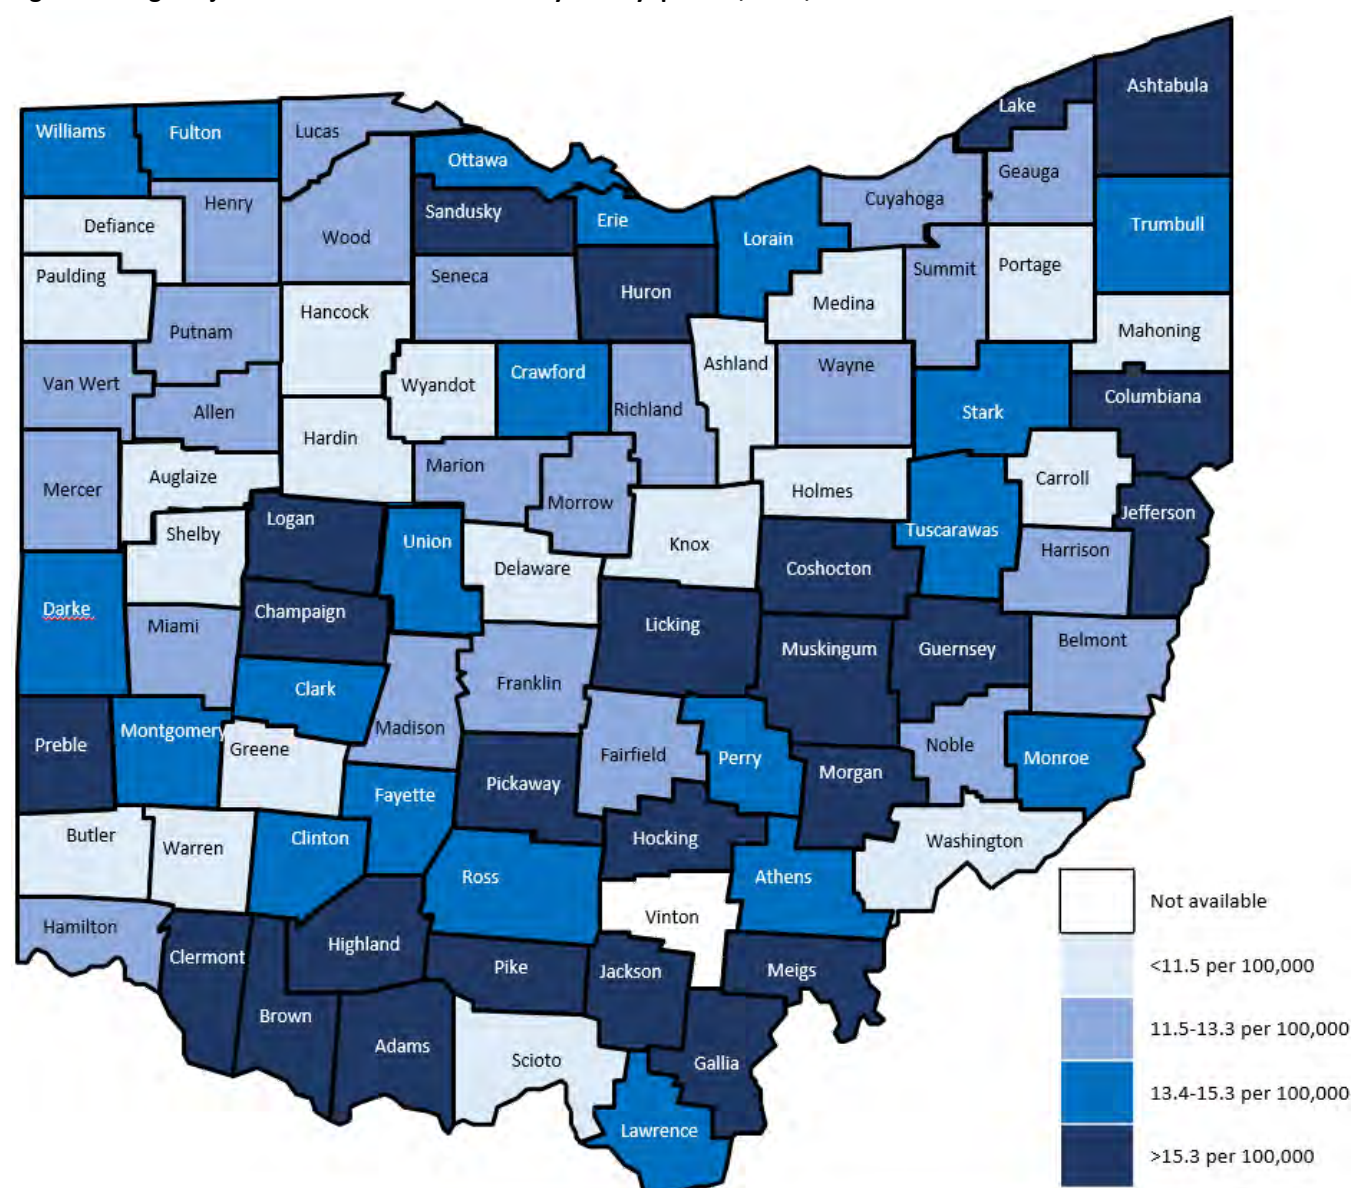 Ashtabula
Lake
Williams
Fulton
Lucas
Ottawa
Geauga
Cuyahoga
Henry
Sandusky
Erie
Trumbull
Defiance
Wood
Lorain
Paulding
Seneca
Summit
Portage
Huron
Medina
Hancock
Putnam
Mahoning
Ashland
Wayne
Crawford
Van Wert
Wyandot
Columbiana
Allen
Richland
Stark
Hardin
Marion
Auglaize
Carroll
Mercer
Holmes
Morrow
Jefferson
Logan
Shelby
Tuscarawas
Union
Knox
Harrison
Delaware
Coshocton
Darke
Champaign
Miami
Licking
Belmont
Muskingum
Guernsey
Franklin
Clark
Madison
Montgomery
Preble
Greene
Noble
Fairfield
Perry
Monroe
Morgan
Pickaway
Fayette
Butler
Clinton
Hocking
Washington
Warren
Ross
Athens
Not available
Vinton
Hamilton
Highland
Clermont
Pike
Jackson
Meigs
<11.5 per 100,000
Brown
11.5-13.3 per 100,000
Adams
Scioto
Gallia
13.4-15.3 per 100,000
Lawrence
>15.3 per 100,000